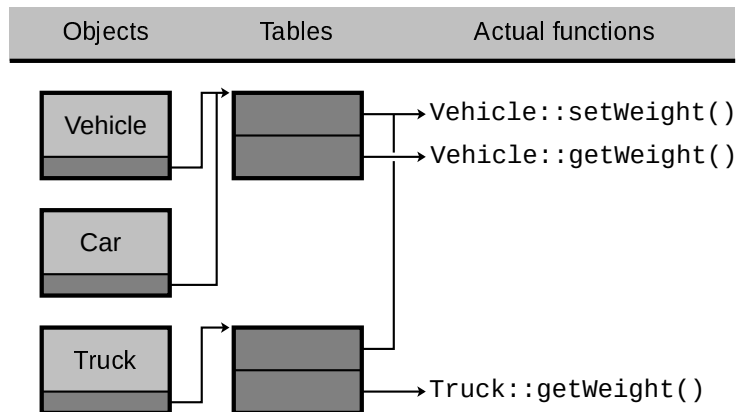 Objects Tables Actual functions
Vehicle
Vehicle::setWeight()
Vehicle::getWeight()
Car
Truck
Truck::getWeight()